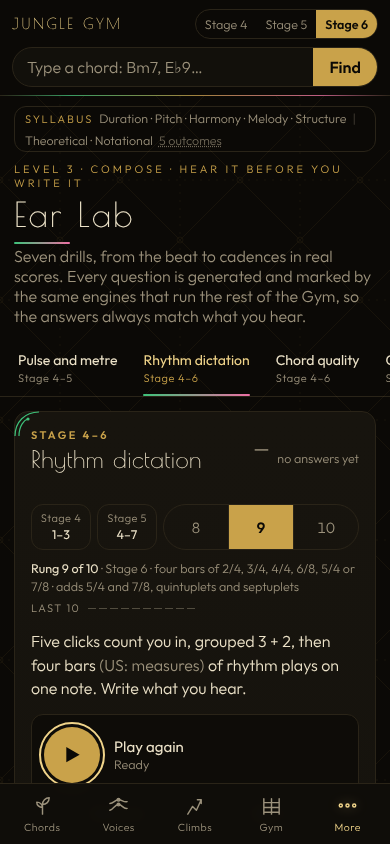 JUNGLE GYM
Stage 4 Stage 5 Stage 6
Type a chord: Bm7, E♭9... Find
SYLLABUS Duration · Pitch · Harmony · Melody · Structure |
Theoretical · Notational 5 outcomes
LEVEL 3 · COMPOSE · HEAR IT BEFORE YOU
WRITE IT
Ear Lab
Seven drills, from the beat to cadences in real
scores. Every question is generated and marked by
the same engines that run the rest of the Gym, so
the answers always match what you hear.
Pulse and metre Rhythm dictation Chord quality
Stage 4–5 Stage 4–6 Stage 4–6
STAGE 4–6
Rhythm dictation — no answers yet
Stage 4 Stage 5
1–3 4–7 8 9 10
Rung 9 of 10 · Stage 6 · four bars of 2/4, 3/4, 4/4, 6/8, 5/4 or
7/8 · adds 5/4 and 7/8, quintuplets and septuplets
LAST 10 — — — — — — — — — —
Five clicks count you in, grouped 3 + 2, then
four bars (US: measures) of rhythm plays on
one note. Write what you hear.
Play again
Ready
Chords Voices Climbs Gym More